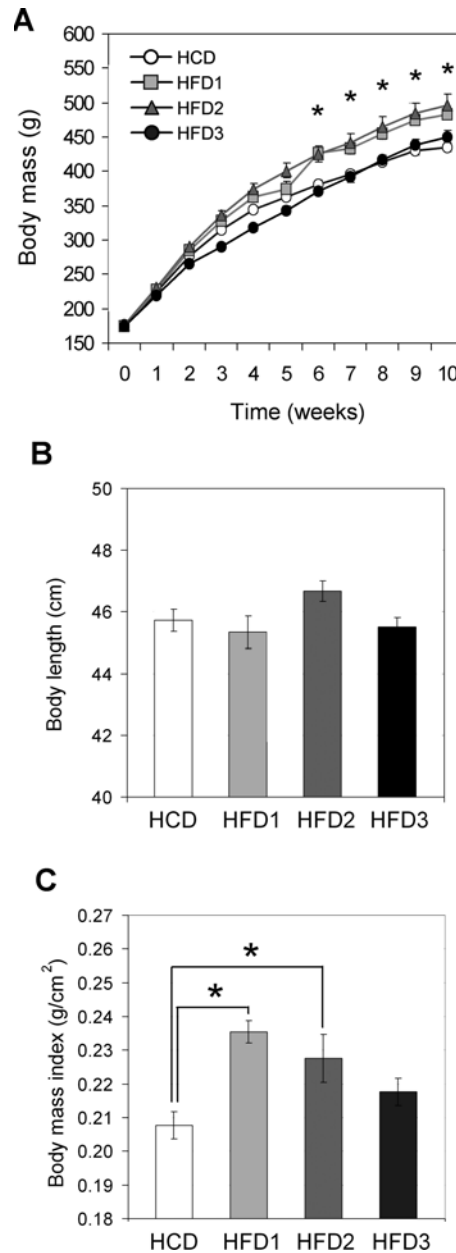 A
600
550
500
450
400
350
300
250
200
150
HCD
HFD1
HFD2
HFD3
* * * * *
Body mass (g)
0 1 2 3 4 5 6 7 8 9 10
Time (weeks)
B
50
48
46
44
42
40
Body length (cm)
HCD HFD1 HFD2 HFD3
C
0.27
0.26
0.25
0.24
0.23
0.22
0.21
0.20
0.19
0.18
*
*
Body mass index (g/cm²)
HCD HFD1 HFD2 HFD3